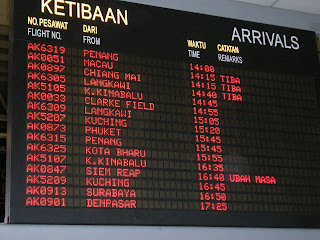 KETIBAAN
ARRIVALS
NO.PESAWAT DARI WAKTU CATATAN
FLIGHT NO. FROM TIME REMARKS
AK6319 PENANG 14:00
AK0051 MACAU 14:15 TIBA
AK0897 CHIANG MAI 14:15 TIBA
AK6305 LANGKAWI 14:40 TIBA
AK5105 K.KINABALU 14:45
AK0033 CLARKE FIELD 14:55
AK6309 LANGKAWI 15:05
AK5207 KUCHING 15:20
AK0873 PHUKET 15:45
AK6315 PENANG 15:45
AK6325 KOTA BHARU 15:55
AK5107 K.KINABALU 16:35
AK0847 SIEM REAP 16:40 UBAH MASA
AK5209 KUCHING 16:45
AK0913 SURABAYA 16:50
AK0901 DENPASAR 17:25